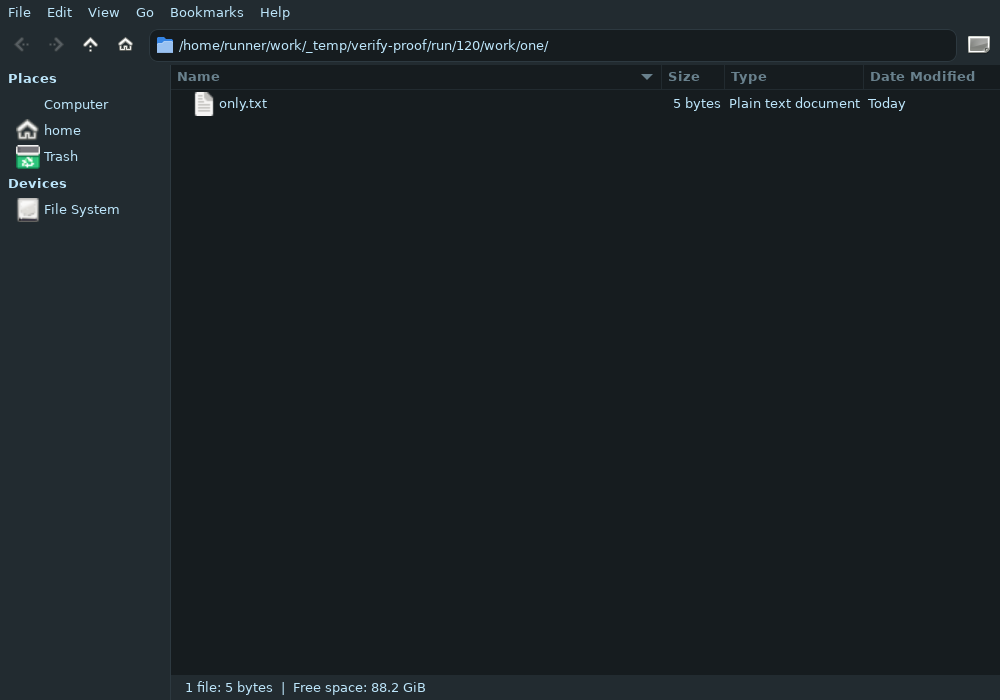 File Edit View Go Bookmarks Help
/home/runner/work/_temp/verify-proof/run/120/work/one/
Places
Computer
home
Trash
Devices
File System
Name Size Type Date Modified
only.txt 5 bytes Plain text document Today
1 file: 5 bytes | Free space: 88.2 GiB